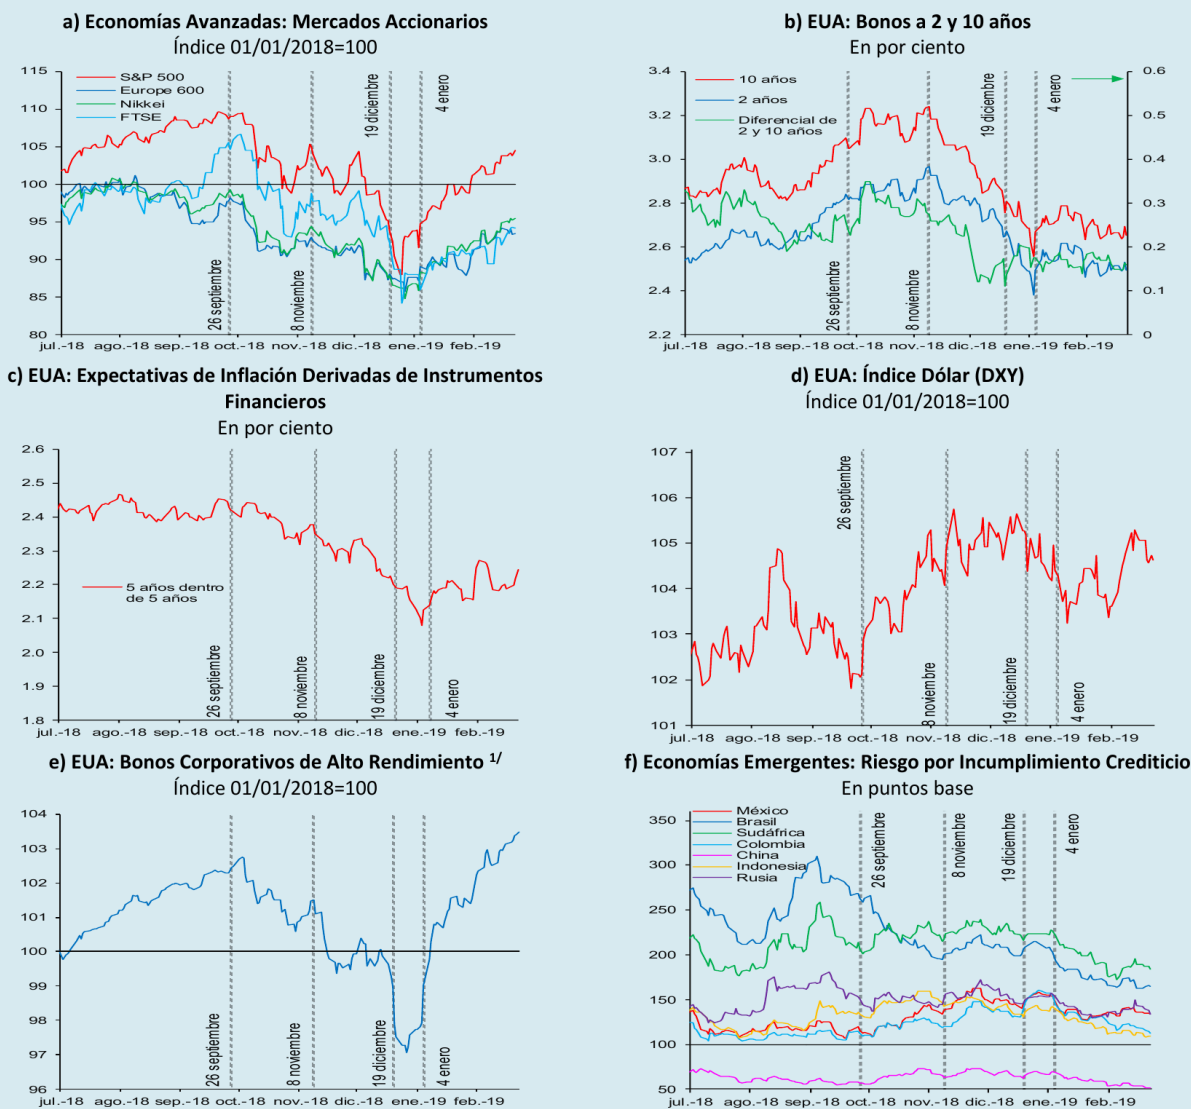 a) Economías Avanzadas: Mercados Accionarios
Índice 01/01/2018=100
115
110
105
100
95
90
85
80
S&P 500
Europe 600
Nikkei
FTSE
26 septiembre
8 noviembre
19 diciembre
4 enero
jul.-18 ago.-18 sep.-18 oct.-18 nov.-18 dic.-18 ene.-19 feb.-19
b) EUA: Bonos a 2 y 10 años
En por ciento
3.4
3.2
3.0
2.8
2.6
2.4
2.2
10 años
2 años
Diferencial de
2 y 10 años
26 septiembre
8 noviembre
19 diciembre
4 enero
0.6
0.5
0.4
0.3
0.2
0.1
0
jul.-18 ago.-18 sep.-18 oct.-18 nov.-18 dic.-18 ene.-19 feb.-19
c) EUA: Expectativas de Inflación Derivadas de Instrumentos
Financieros
En por ciento
2.6
2.5
2.4
2.3
2.2
2.1
2.0
1.9
1.8
5 años dentro
de 5 años
26 septiembre
8 noviembre
19 diciembre
4 enero
jul.-18 ago.-18 sep.-18 oct.-18 nov.-18 dic.-18 ene.-19 feb.-19
d) EUA: Índice Dólar (DXY)
Índice 01/01/2018=100
107
106
105
104
103
102
101
26 septiembre
8 noviembre
19 diciembre
4 enero
jul.-18 ago.-18 sep.-18 oct.-18 nov.-18 dic.-18 ene.-19 feb.-19
e) EUA: Bonos Corporativos de Alto Rendimiento 1/
Índice 01/01/2018=100
104
103
102
101
100
99
98
97
96
26 septiembre
8 noviembre
19 diciembre
4 enero
jul.-18 ago.-18 sep.-18 oct.-18 nov.-18 dic.-18 ene.-19 feb.-19
f) Economías Emergentes: Riesgo por Incumplimiento Crediticio
En puntos base
350
300
250
200
150
100
50
México
Brasil
Sudáfrica
Colombia
China
Indonesia
Rusia
26 septiembre
8 noviembre
19 diciembre
4 enero
jul.-18 ago.-18 sep.-18 oct.-18 nov.-18 dic.-18 ene.-19 feb.-19